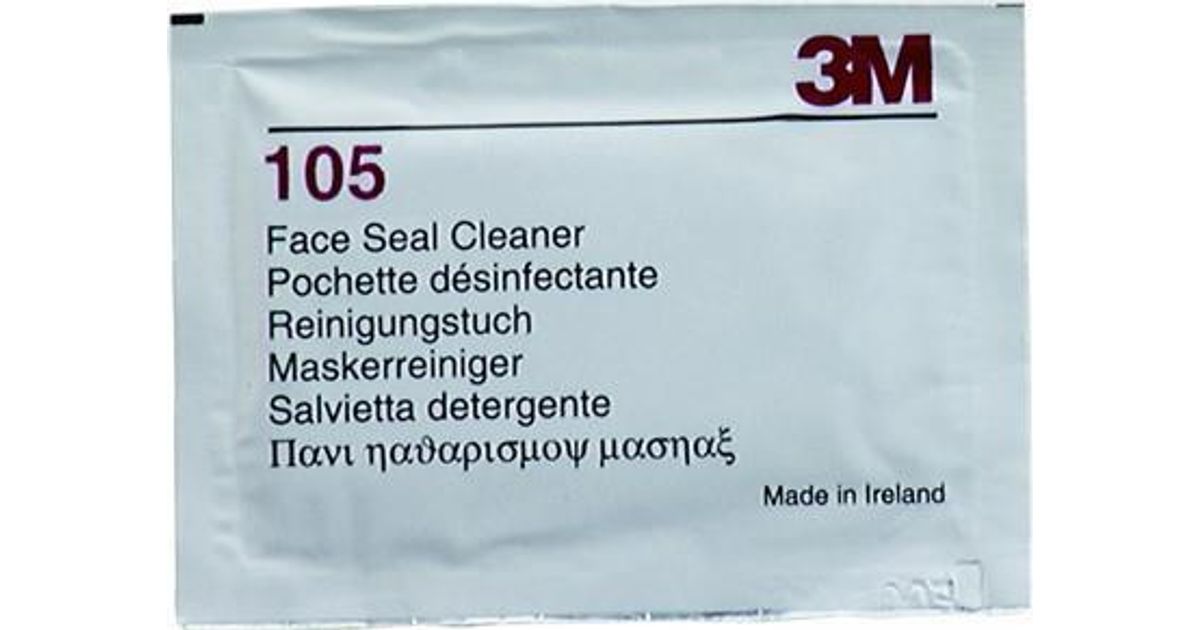 3M
105
Face Seal Cleaner
Pochette désinfectante
Reinigungstuch
Maskerreiniger
Salvietta detergente
Πανι ηαϑαρισμοψ μασηαξ
Made in Ireland